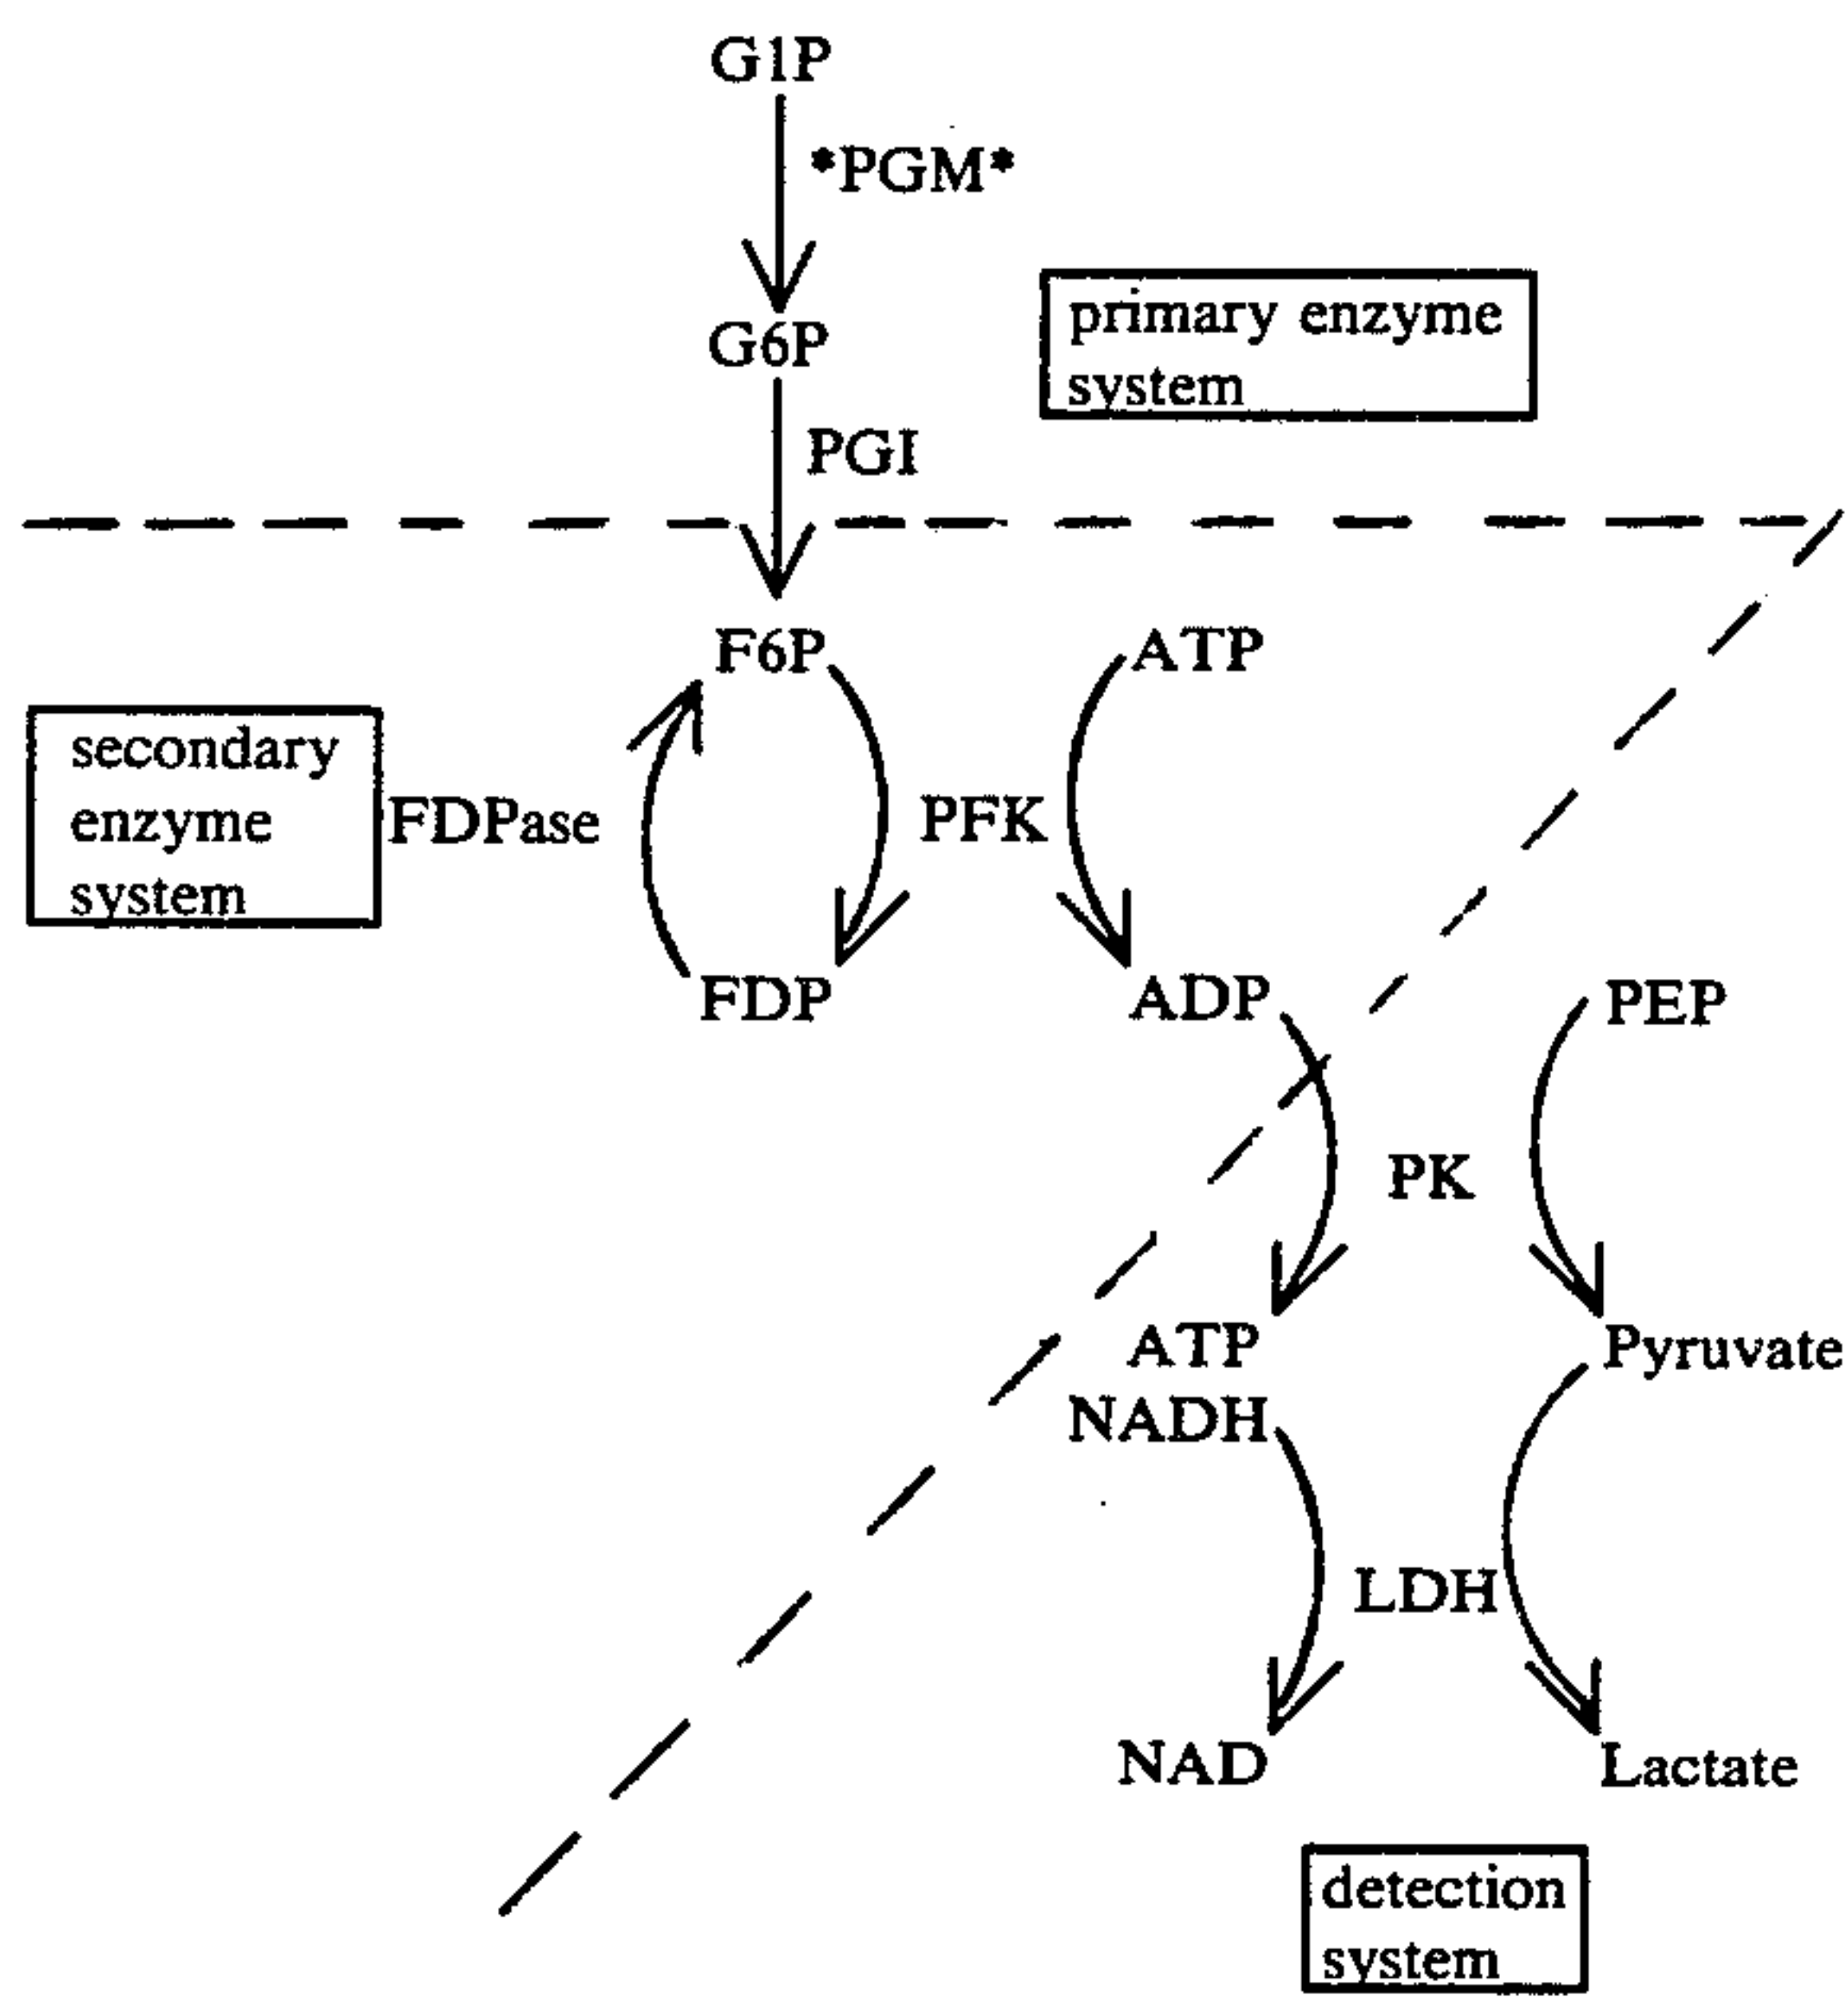 G1P
*PGM*
primary enzyme
system
G6P
PGI
F6P
ATP
secondary
enzyme
system
FDPase
PFK
FDP
ADP
PEP
PK
ATP
Pyruvate
NADH
LDH
NAD
Lactate
detection
system